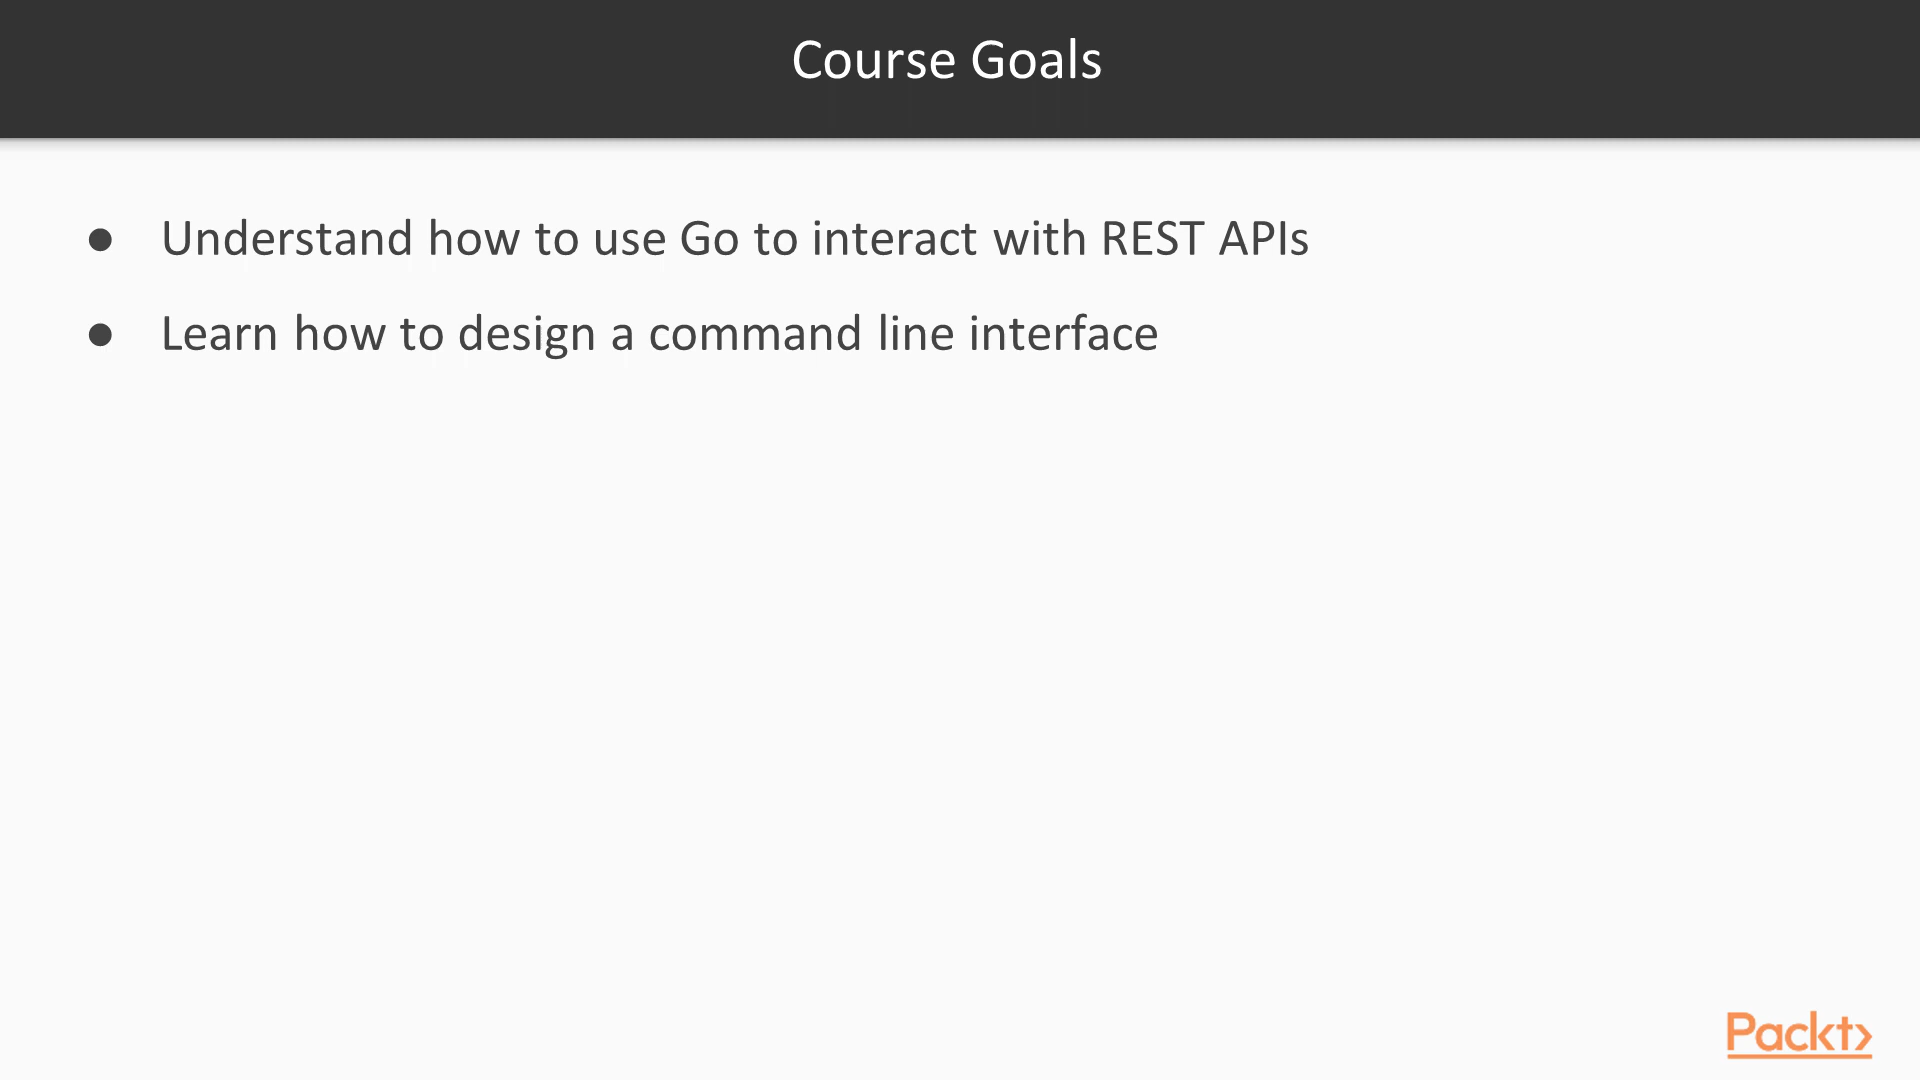 Course Goals
● Understand how to use Go to interact with REST APIs
● Learn how to design a command line interface
Packt>